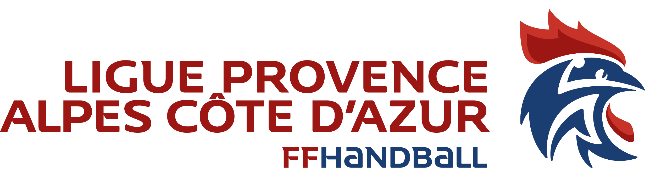 LIGUE PROVENCE
ALPES CÔTE D'AZUR
FFHANDBALL